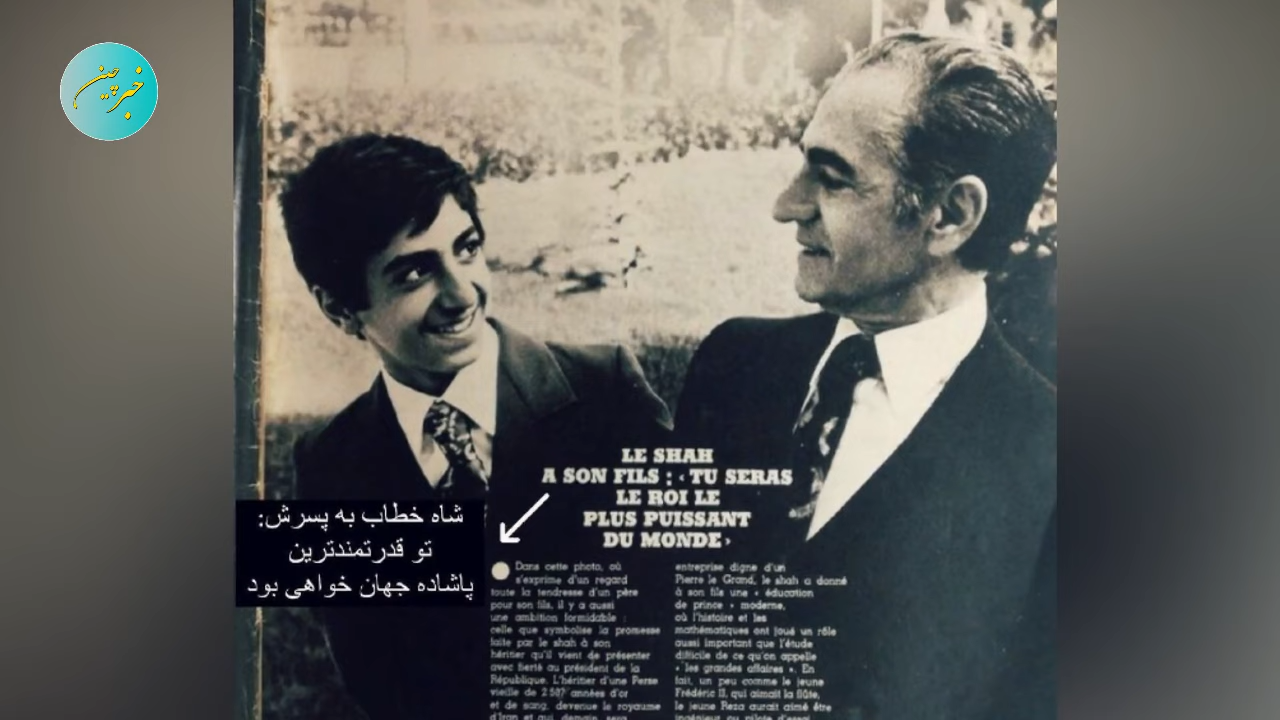 خبرچین
LE SHAH
A SON FILS : ‹ TU SERAS
LE ROI LE
PLUS PUISSANT
DU MONDE ›
شاه خطاب به پسرش:
تو قدرتمندترین
پاشاده جهان خواهی بود
Dans cette photo, où
s'exprime d'un regard
toute la tendresse d'un père
pour son fils, il y a aussi
une ambition formidable :
celle que symbolise la promesse
faite par le shah à son
héritier qu'il vient de présenter
avec fierté au président de la
République. L'héritier d'une Perse
vieille de 2 507 années d'or
et de sang, devenue le royaume
d'Iran et qui, demain, sera
entreprise digne d'un
Pierre le Grand, le shah a donné
à son fils une « éducation
de prince » moderne,
où l'histoire et les
mathématiques ont joué un rôle
aussi important que l'étude
difficile de ce qu'on appelle
« les grandes affaires ». En
fait, un peu comme le jeune
Frédéric II, qui aimait la flûte,
le jeune Reza aurait aimé être
ingénieur ou pilote d'essai